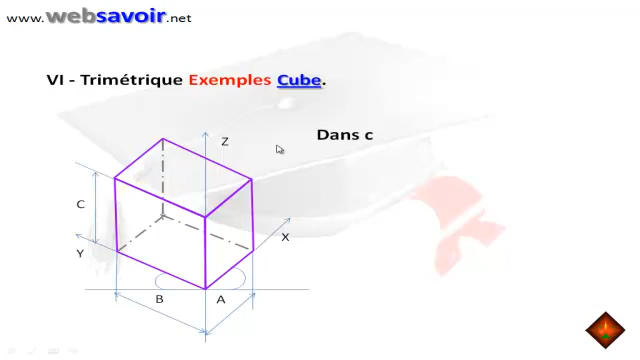 www.websavoir.net
VI - Trimétrique Exemples Cube.
Dans c
Z
C
X
Y
B
A